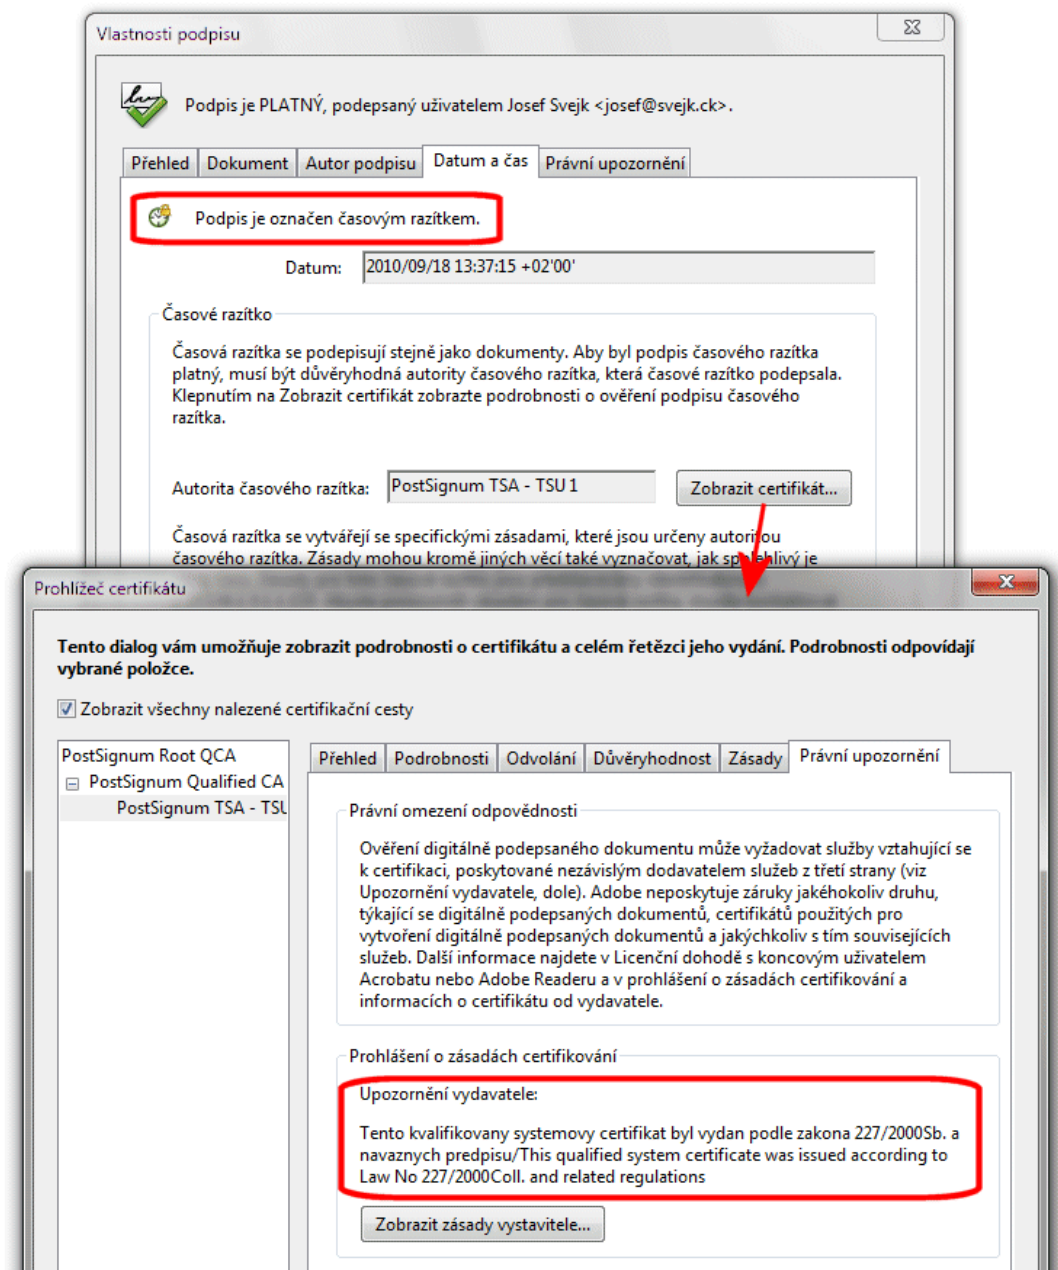 Vlastnosti podpisu
Podpis je PLATNÝ, podepsaný uživatelem Josef Svejk <josef@svejk.ck>.
Přehled Dokument Autor podpisu Datum a čas Právní upozornění
Podpis je označen časovým razítkem.
Datum: 2010/09/18 13:37:15 +02'00'
Časové razítko
Časová razítka se podepisují stejně jako dokumenty. Aby byl podpis časového razítka
platný, musí být důvěryhodná autority časového razítka, která časové razítko podepsala.
Klepnutím na Zobrazit certifikát zobrazte podrobnosti o ověření podpisu časového
razítka.
Autorita časového razítka: PostSignum TSA - TSU 1 Zobrazit certifikát...
Časová razítka se vytvářejí se specifickými zásadami, které jsou určeny autoritou
časového razítka. Zásady mohou kromě jiných věcí také vyznačovat, jak spolehlivý je
Prohlížeč certifikátu
Tento dialog vám umožňuje zobrazit podrobnosti o certifikátu a celém řetězci jeho vydání. Podrobnosti odpovídají
vybrané položce.
Zobrazit všechny nalezené certifikační cesty
PostSignum Root QCA
PostSignum Qualified CA
PostSignum TSA - TSU
Přehled Podrobnosti Odvolání Důvěryhodnost Zásady Právní upozornění
Právní omezení odpovědnosti
Ověření digitálně podepsaného dokumentu může vyžadovat služby vztahující se
k certifikaci, poskytované nezávislým dodavatelem služeb z třetí strany (viz
Upozornění vydavatele, dole). Adobe neposkytuje záruky jakéhokoliv druhu,
týkající se digitálně podepsaných dokumentů, certifikátů použitých pro
vytvoření digitálně podepsaných dokumentů a jakýchkoliv s tím souvisejících
služeb. Další informace najdete v Licenční dohodě s koncovým uživatelem
Acrobatu nebo Adobe Readeru a v prohlášení o zásadách certifikování a
informacích o certifikátu od vydavatele.
Prohlášení o zásadách certifikování
Upozornění vydavatele:
Tento kvalifikovany systemovy certifikat byl vydan podle zakona 227/2000Sb. a
navaznych predpisu/This qualified system certificate was issued according to
Law No 227/2000Coll. and related regulations
Zobrazit zásady vystavitele...